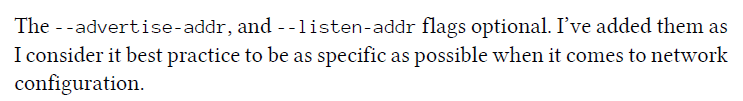 The --advertise-addr, and --listen-addr flags optional. I’ve added them as
I consider it best practice to be as specific as possible when it comes to network
configuration.